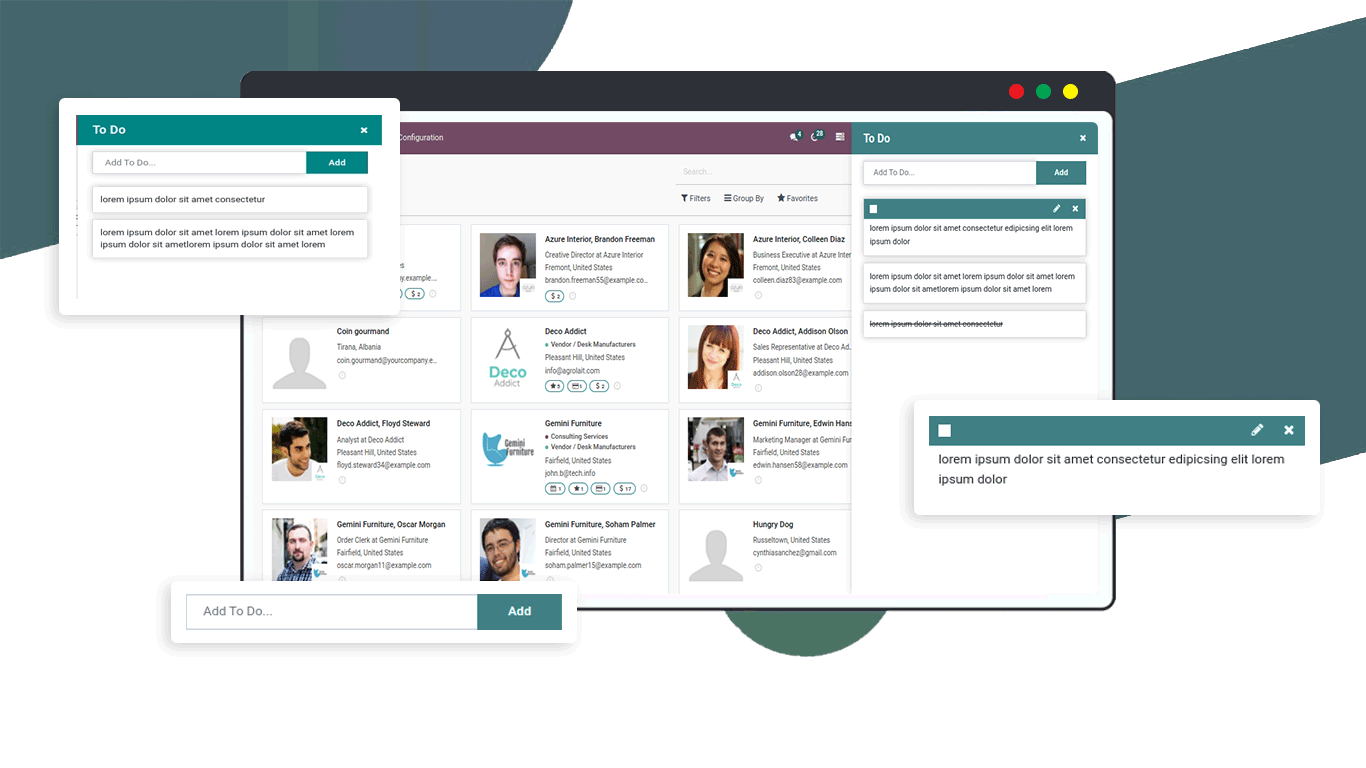 To Do
Add To Do...
Add
lorem ipsum dolor sit amet consectetur
lorem ipsum dolor sit amet lorem ipsum dolor sit amet lorem
ipsum dolor sit ametlorem ipsum dolor sit amet lorem
Configuration
4
28
Search...
Filters
Group By
Favorites
$ 2
Azure Interior, Brandon Freeman
Creative Director at Azure Interior
Fremont, United States
brandon.freeman55@example.co...
$ 2
Azure Interior, Colleen Diaz
Business Executive at Azure Inter
Fremont, United States
colleen.diaz83@example.com
Coin gourmand
Tirana, Albania
coin.gourmand@yourcompany.e...
Deco
Addict
Deco Addict
Vendor / Desk Manufacturers
Pleasant Hill, United States
info@agrolait.com
5
1
$ 2
Deco Addict, Addison Olson
Sales Representative at Deco Ad..
Pleasant Hill, United States
addison.olson28@example.com
Deco Addict, Floyd Steward
Analyst at Deco Addict
Pleasant Hill, United States
floyd.steward34@example.com
Gemini
Furniture
Gemini Furniture
Consulting Services
Vendor / Desk Manufacturers
Fairfield, United States
john.b@tech.info
1
1
1
$ 17
Gemini Furniture, Edwin Hans
Marketing Manager at Gemini Fur
Fairfield, United States
edwin.hansen58@example.com
Gemini Furniture, Oscar Morgan
Order Clerk at Gemini Furniture
Fairfield, United States
oscar.morgan11@example.com
Gemini Furniture, Soham Palmer
Director at Gemini Furniture
Fairfield, United States
soham.palmer15@example.com
Hungry Dog
Russeltown, United States
cynthiasanchez@gmail.com
To Do
Add To Do...
Add
lorem ipsum dolor sit amet consectetur edipicsing elit lorem
ipsum dolor
lorem ipsum dolor sit amet lorem ipsum dolor sit amet lorem
ipsum dolor sit ametlorem ipsum dolor sit amet lorem
lorem ipsum dolor sit amet consectetur
lorem ipsum dolor sit amet consectetur edipicsing elit lorem
ipsum dolor
Add To Do...
Add